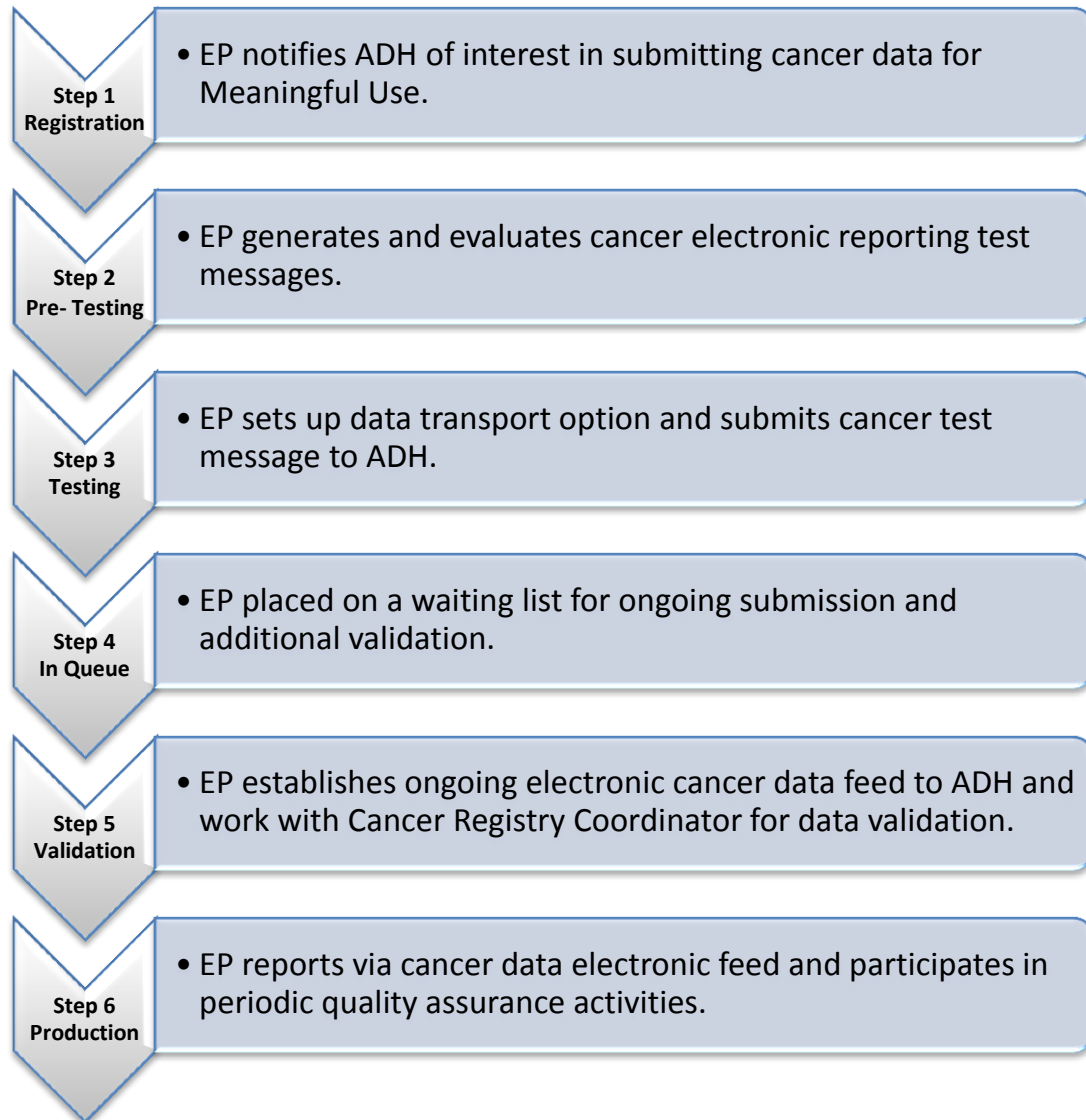 Step 1
Registration
• EP notifies ADH of interest in submitting cancer data for
Meaningful Use.
Step 2
Pre- Testing
• EP generates and evaluates cancer electronic reporting test
messages.
Step 3
Testing
• EP sets up data transport option and submits cancer test
message to ADH.
Step 4
In Queue
• EP placed on a waiting list for ongoing submission and
additional validation.
Step 5
Validation
• EP establishes ongoing electronic cancer data feed to ADH and
work with Cancer Registry Coordinator for data validation.
Step 6
Production
• EP reports via cancer data electronic feed and participates in
periodic quality assurance activities.